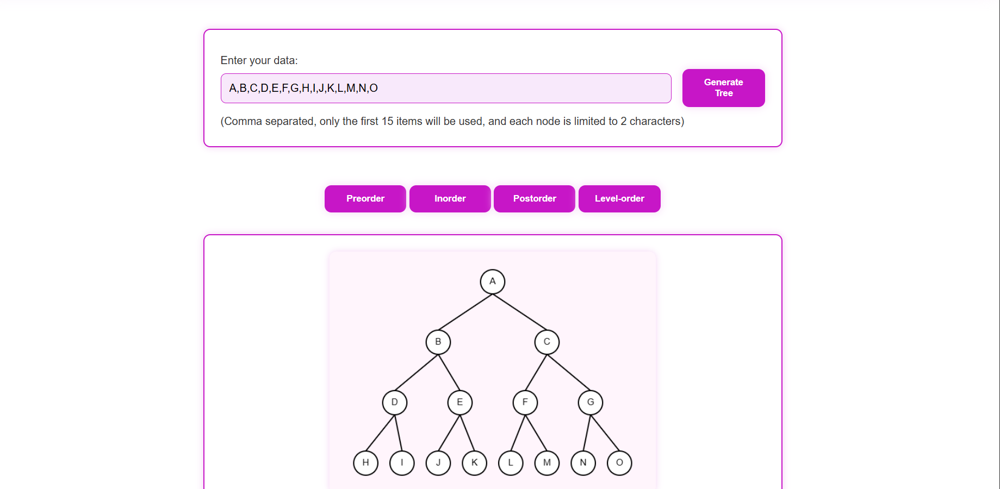 Enter your data:
A,B,C,D,E,F,G,H,I,J,K,L,M,N,O
Generate
Tree
(Comma separated, only the first 15 items will be used, and each node is limited to 2 characters)
Preorder Inorder Postorder Level-order
A
B C
D E F G
H I J K L M N O